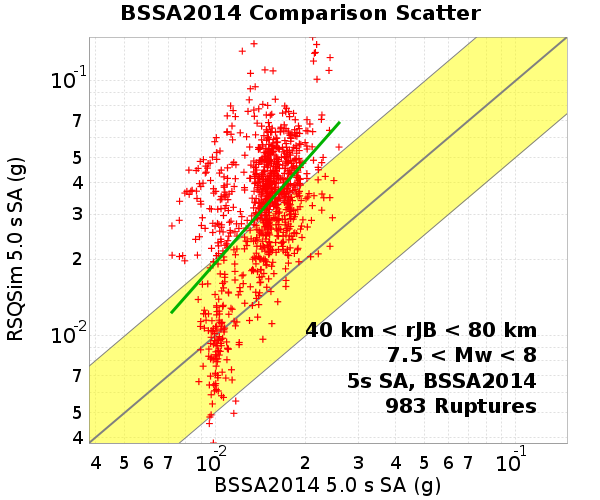 BSSA2014 Comparison Scatter
10-1
7
5
4
3
2
10-2
7
5
4
RSQSim 5.0 s SA (g)
40 km < rJB < 80 km
7.5 < Mw < 8
5s SA, BSSA2014
983 Ruptures
4 5 6 7 10-2 2 3 4 5 6 7 10-1 2
BSSA2014 5.0 s SA (g)